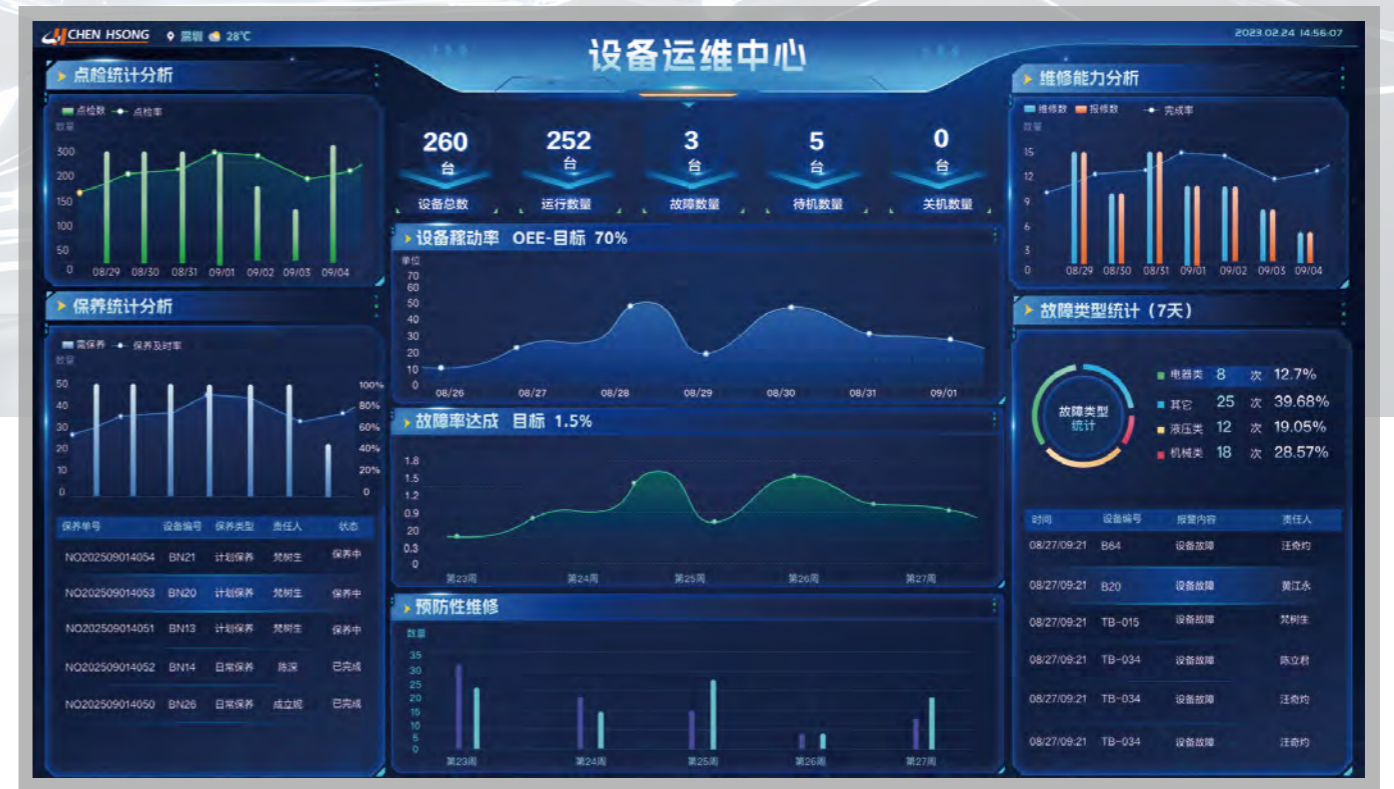 CHEN HSONG 深圳 28℃
设备运维中心
2023.02.24 14:56:07
点检统计分析
点检数 点检率
数量
300
200
150
100
50
0
08/29 08/30 08/31 09/01 09/02 09/03 09/04
保养统计分析
需保养 保养及时率
数量
50 100%
40 80%
30 60%
20 40%
10 20%
0 0
保养单号 设备编号 保养类型 责任人 状态
NO202509014054 BN21 计划保养 梵树生 保养中
NO202509014053 BN20 计划保养 梵树生 保养中
NO202509014051 BN13 计划保养 梵树生 保养中
NO202509014052 BN14 日常保养 陈深 已完成
NO202509014050 BN26 日常保养 成立妮 已完成
260 252 3 5 0
台 台 台 台 台
设备总数 运行数量 故障数量 待机数量 关机数量
设备稼动率 OEE-目标 70%
单位
70
60
50
40
30
20
10
0
08/26 08/27 08/28 08/29 08/30 08/31 09/01
故障率达成 目标 1.5%
1.8
1.5
1.2
0.9
20
0.3
0
第23周 第24周 第25周 第26周 第27周
预防性维修
数量
35
30
25
20
15
10
5
0
第23周 第24周 第25周 第26周 第27周
维修能力分析
维修数 报修数 完成率
数量
15
12
9
6
3
0
08/29 08/30 08/31 09/01 09/02 09/03 09/04
故障类型统计（7天）
故障类型
统计
电器类 8 次 12.7%
其它 25 次 39.68%
液压类 12 次 19.05%
机械类 18 次 28.57%
时间 设备编号 报警内容 责任人
08/27/09:21 B64 设备故障 汪奇灼
08/27/09:21 B20 设备故障 黄江永
08/27/09:21 TB-015 设备故障 梵树生
08/27/09:21 TB-034 设备故障 陈立君
08/27/09:21 TB-034 设备故障 汪奇灼
08/27/09:21 TB-034 设备故障 汪奇灼